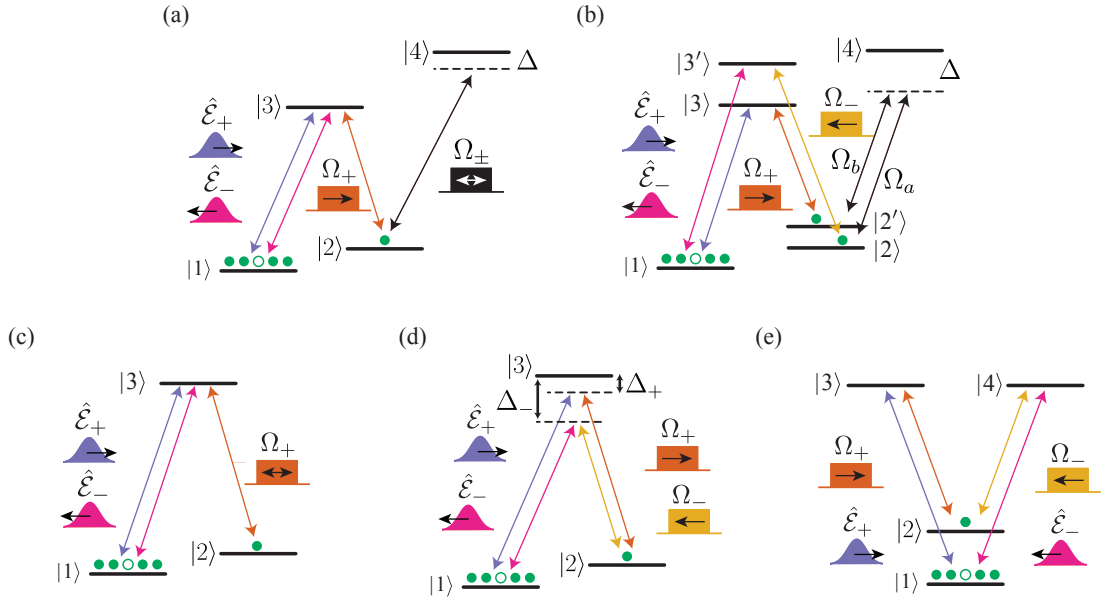 (a)
|4⟩
Δ
|3⟩
Ê₊
Ê₋
Ω₊
Ω±
|2⟩
|1⟩
(b)
|4⟩
|3′⟩
Δ
|3⟩
Ω₋
Ê₊
Ω_b
Ê₋
Ω₊
Ω_a
|2′⟩
|2⟩
|1⟩
(c)
|3⟩
Ê₊
Ω₊
Ê₋
|2⟩
|1⟩
(d)
|3⟩
Δ₊
Δ₋
Ê₊
Ω₊
Ê₋
Ω₋
|2⟩
|1⟩
(e)
|3⟩
|4⟩
Ω₊
Ω₋
|2⟩
Ê₊
Ê₋
|1⟩